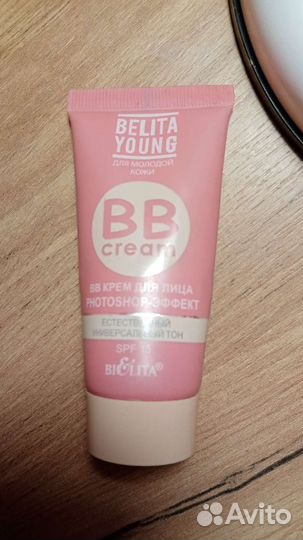 BELITA
YOUNG
ДЛЯ МОЛОДОЙ
КОЖИ
BB
cream
BB КРЕМ ДЛЯ ЛИЦА
PHOTOSHOP-ЭФФЕКТ
ЕСТЕСТВЕННЫЙ
УНИВЕРСАЛЬНЫЙ ТОН
SPF 15
BIELITA®
Avito